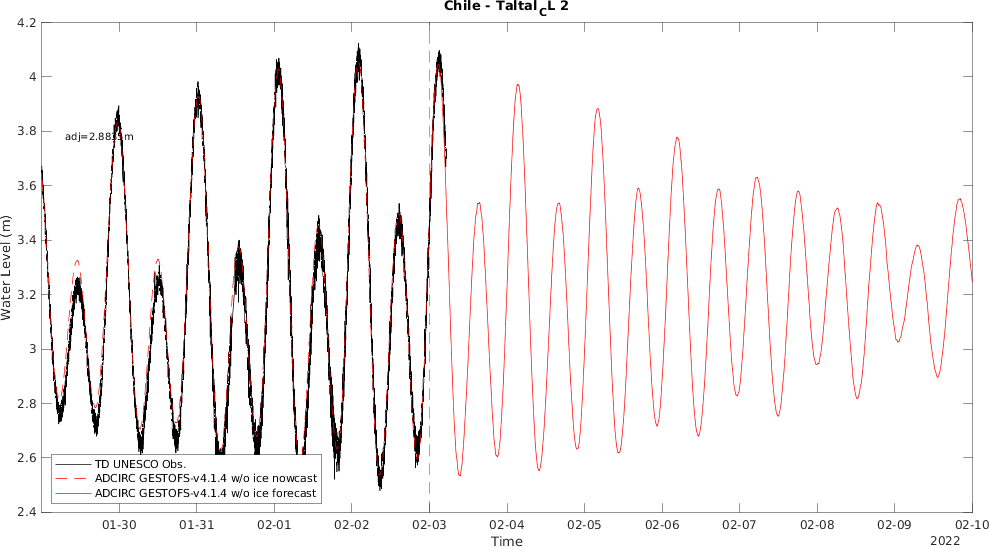 Chile - Taltal_CL 2
4.2
4
3.8
3.6
3.4
3.2
3
2.8
2.6
2.4
Water Level (m)
TD UNESCO Obs.
ADCIRC GESTOFS-v4.1.4 w/o ice nowcast
ADCIRC GESTOFS-v4.1.4 w/o ice forecast
01-30 01-31 02-01 02-02 02-03 02-04 02-05 02-06 02-07 02-08 02-09 02-10
Time
2022